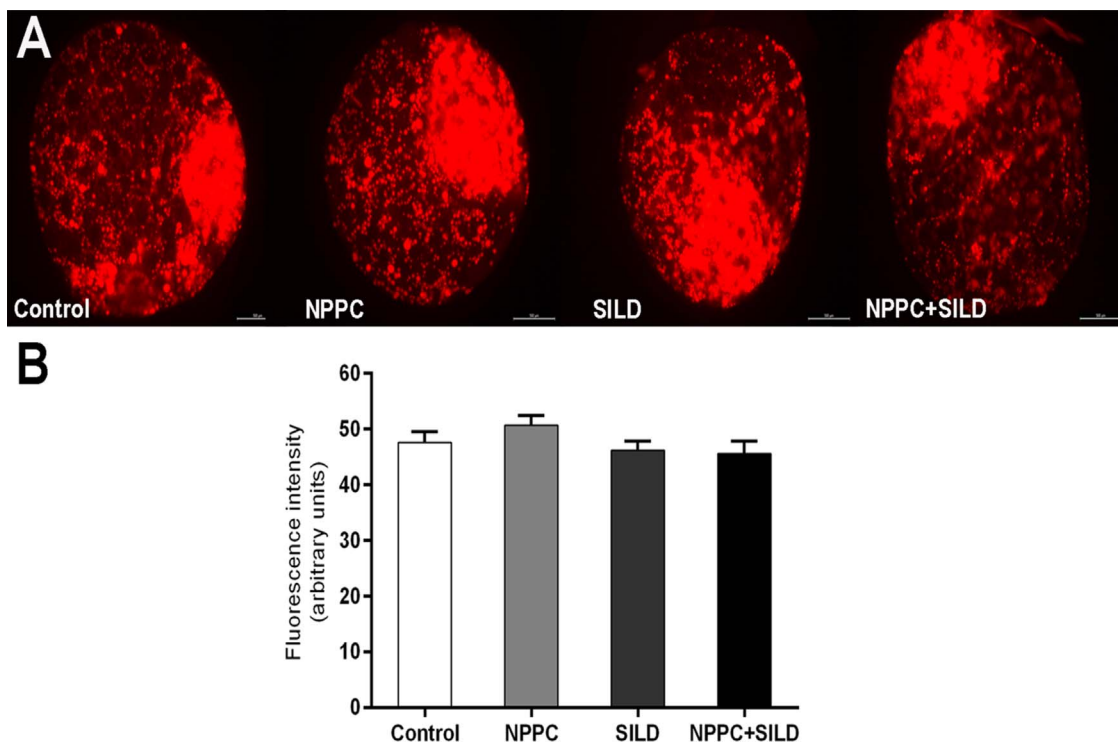 A
Control
NPPC
SILD
NPPC+SILD
B
Fluorescence intensity
(arbitrary units)
60
50
40
30
20
10
0
Control
NPPC
SILD
NPPC+SILD